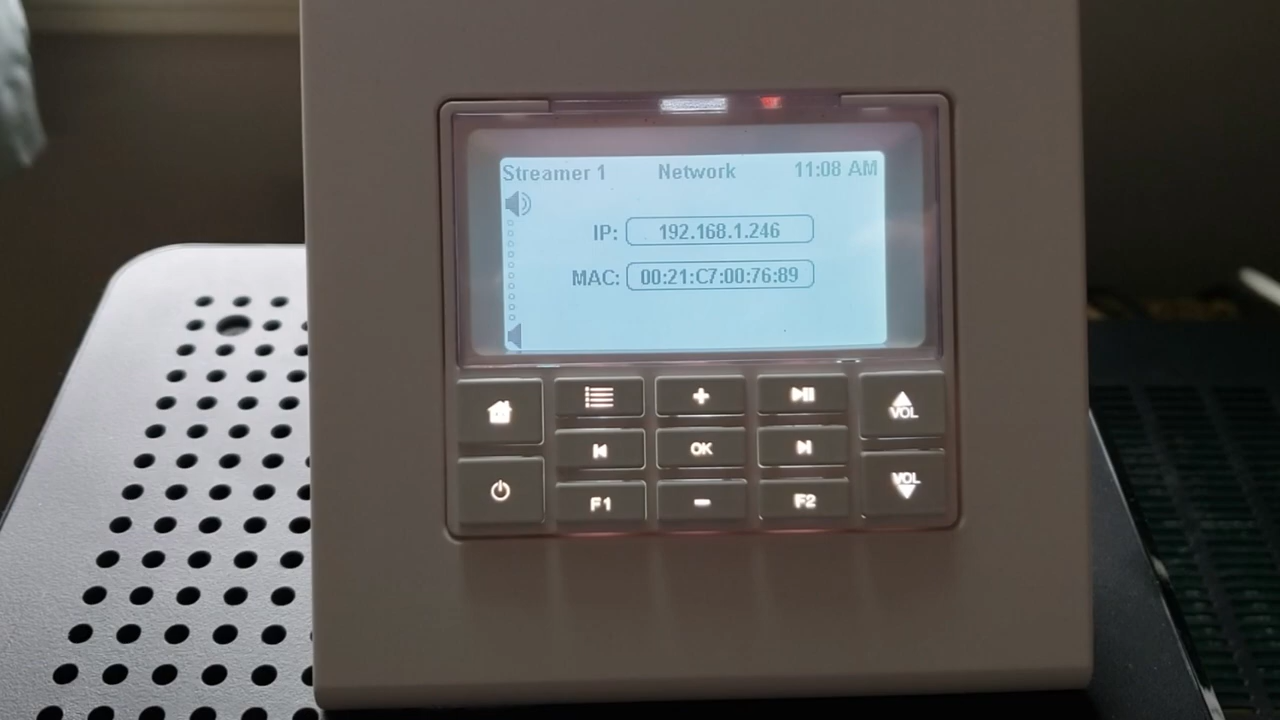 Streamer 1 Network 11:08 AM
IP: 192.168.1.246
MAC: 00:21:C7:00:76:89
VOL
OK
VOL
F1 F2